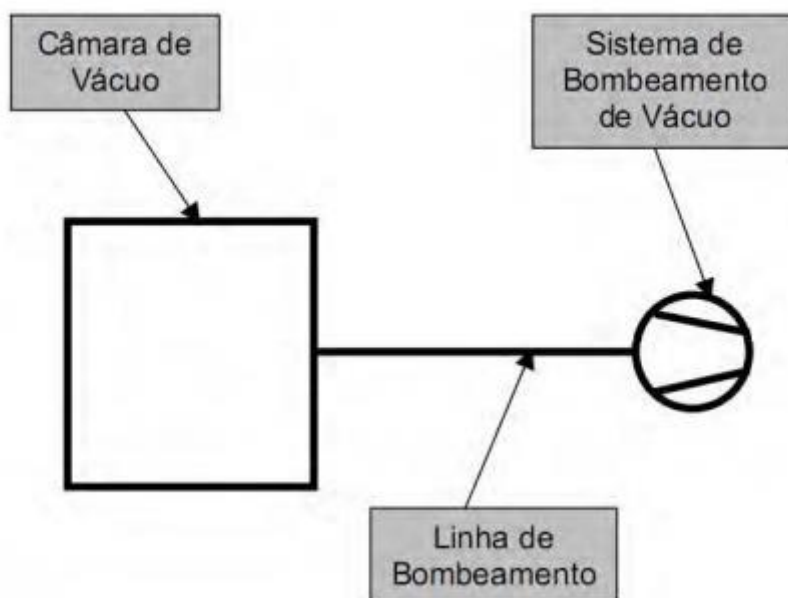 Câmara de
Vácuo
Sistema de
Bombeamento
de Vácuo
Linha de
Bombeamento